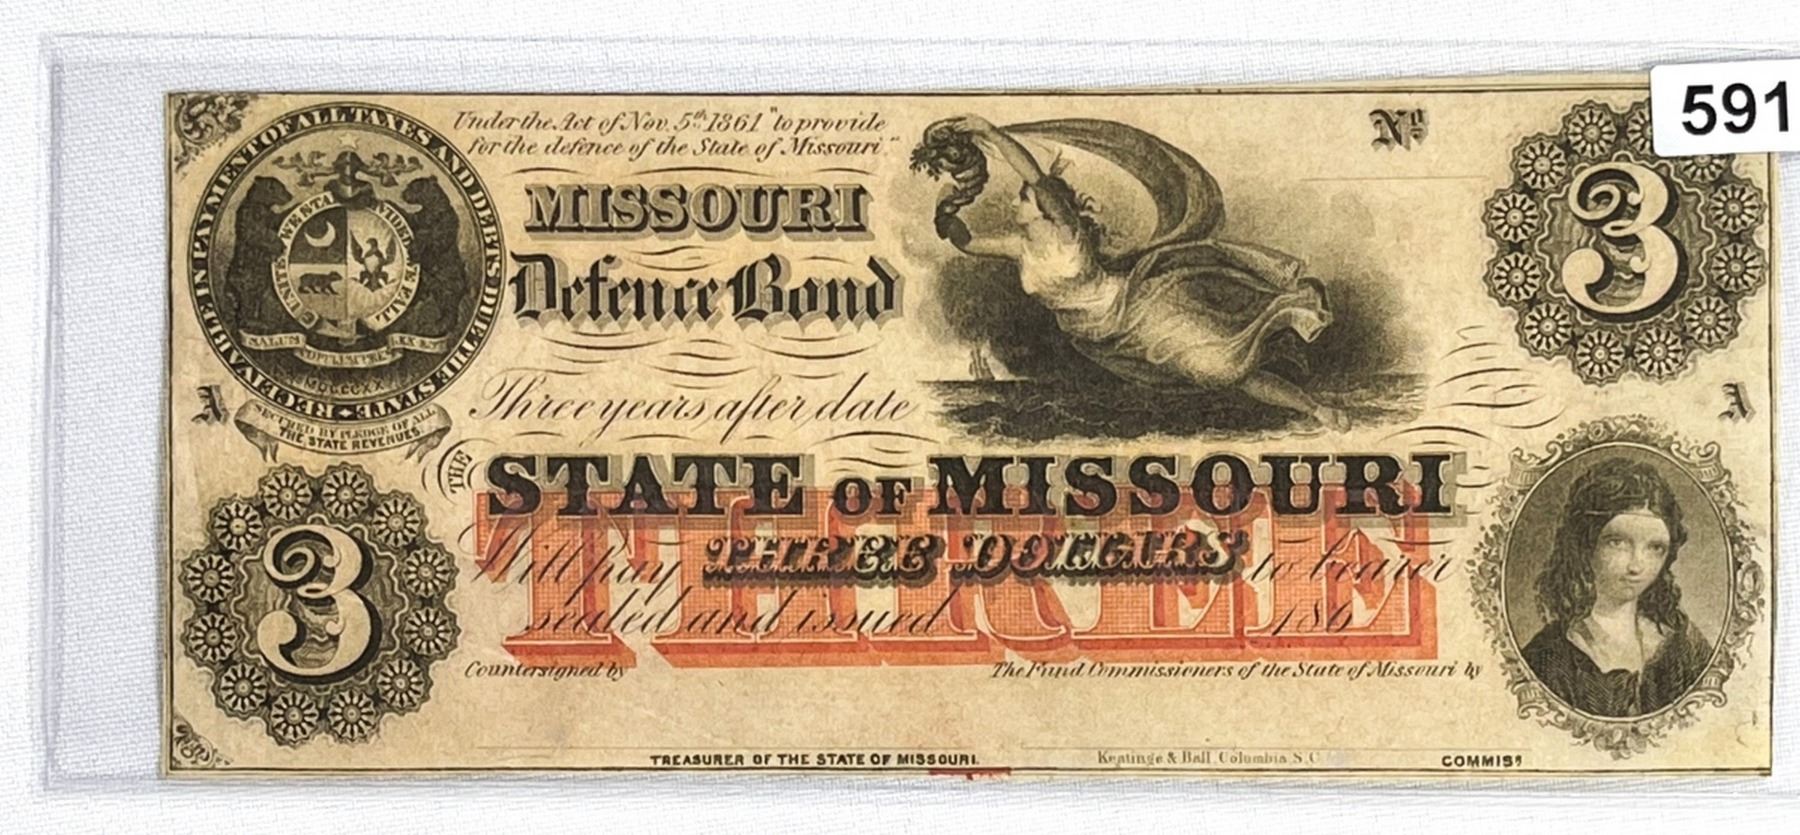 591
Under the Act of Nov. 5th 1861 "to provide
for the defence of the State of Missouri."
MISSOURI
Defence Bond
No
3
RECEIVABLE IN PAYMENT OF ALL TAXES AND DEBTS DUE THE STATE
UNITED WE STAND DIVIDED WE FALL
SALUS POPULI SUPREMA LEX ESTO
MDCCCXX
SECURED BY PLEDGE OF ALL
THE STATE REVENUES
A
A
Three years after date
THE
STATE OF MISSOURI
THREE
Will pay THREE DOLLARS to bearer
sealed and issued 186
3
Countersigned by
The Fund Commissioners of the State of Missouri by
TREASURER OF THE STATE OF MISSOURI.
Keatinge & Ball Columbia S.C.
COMMISR